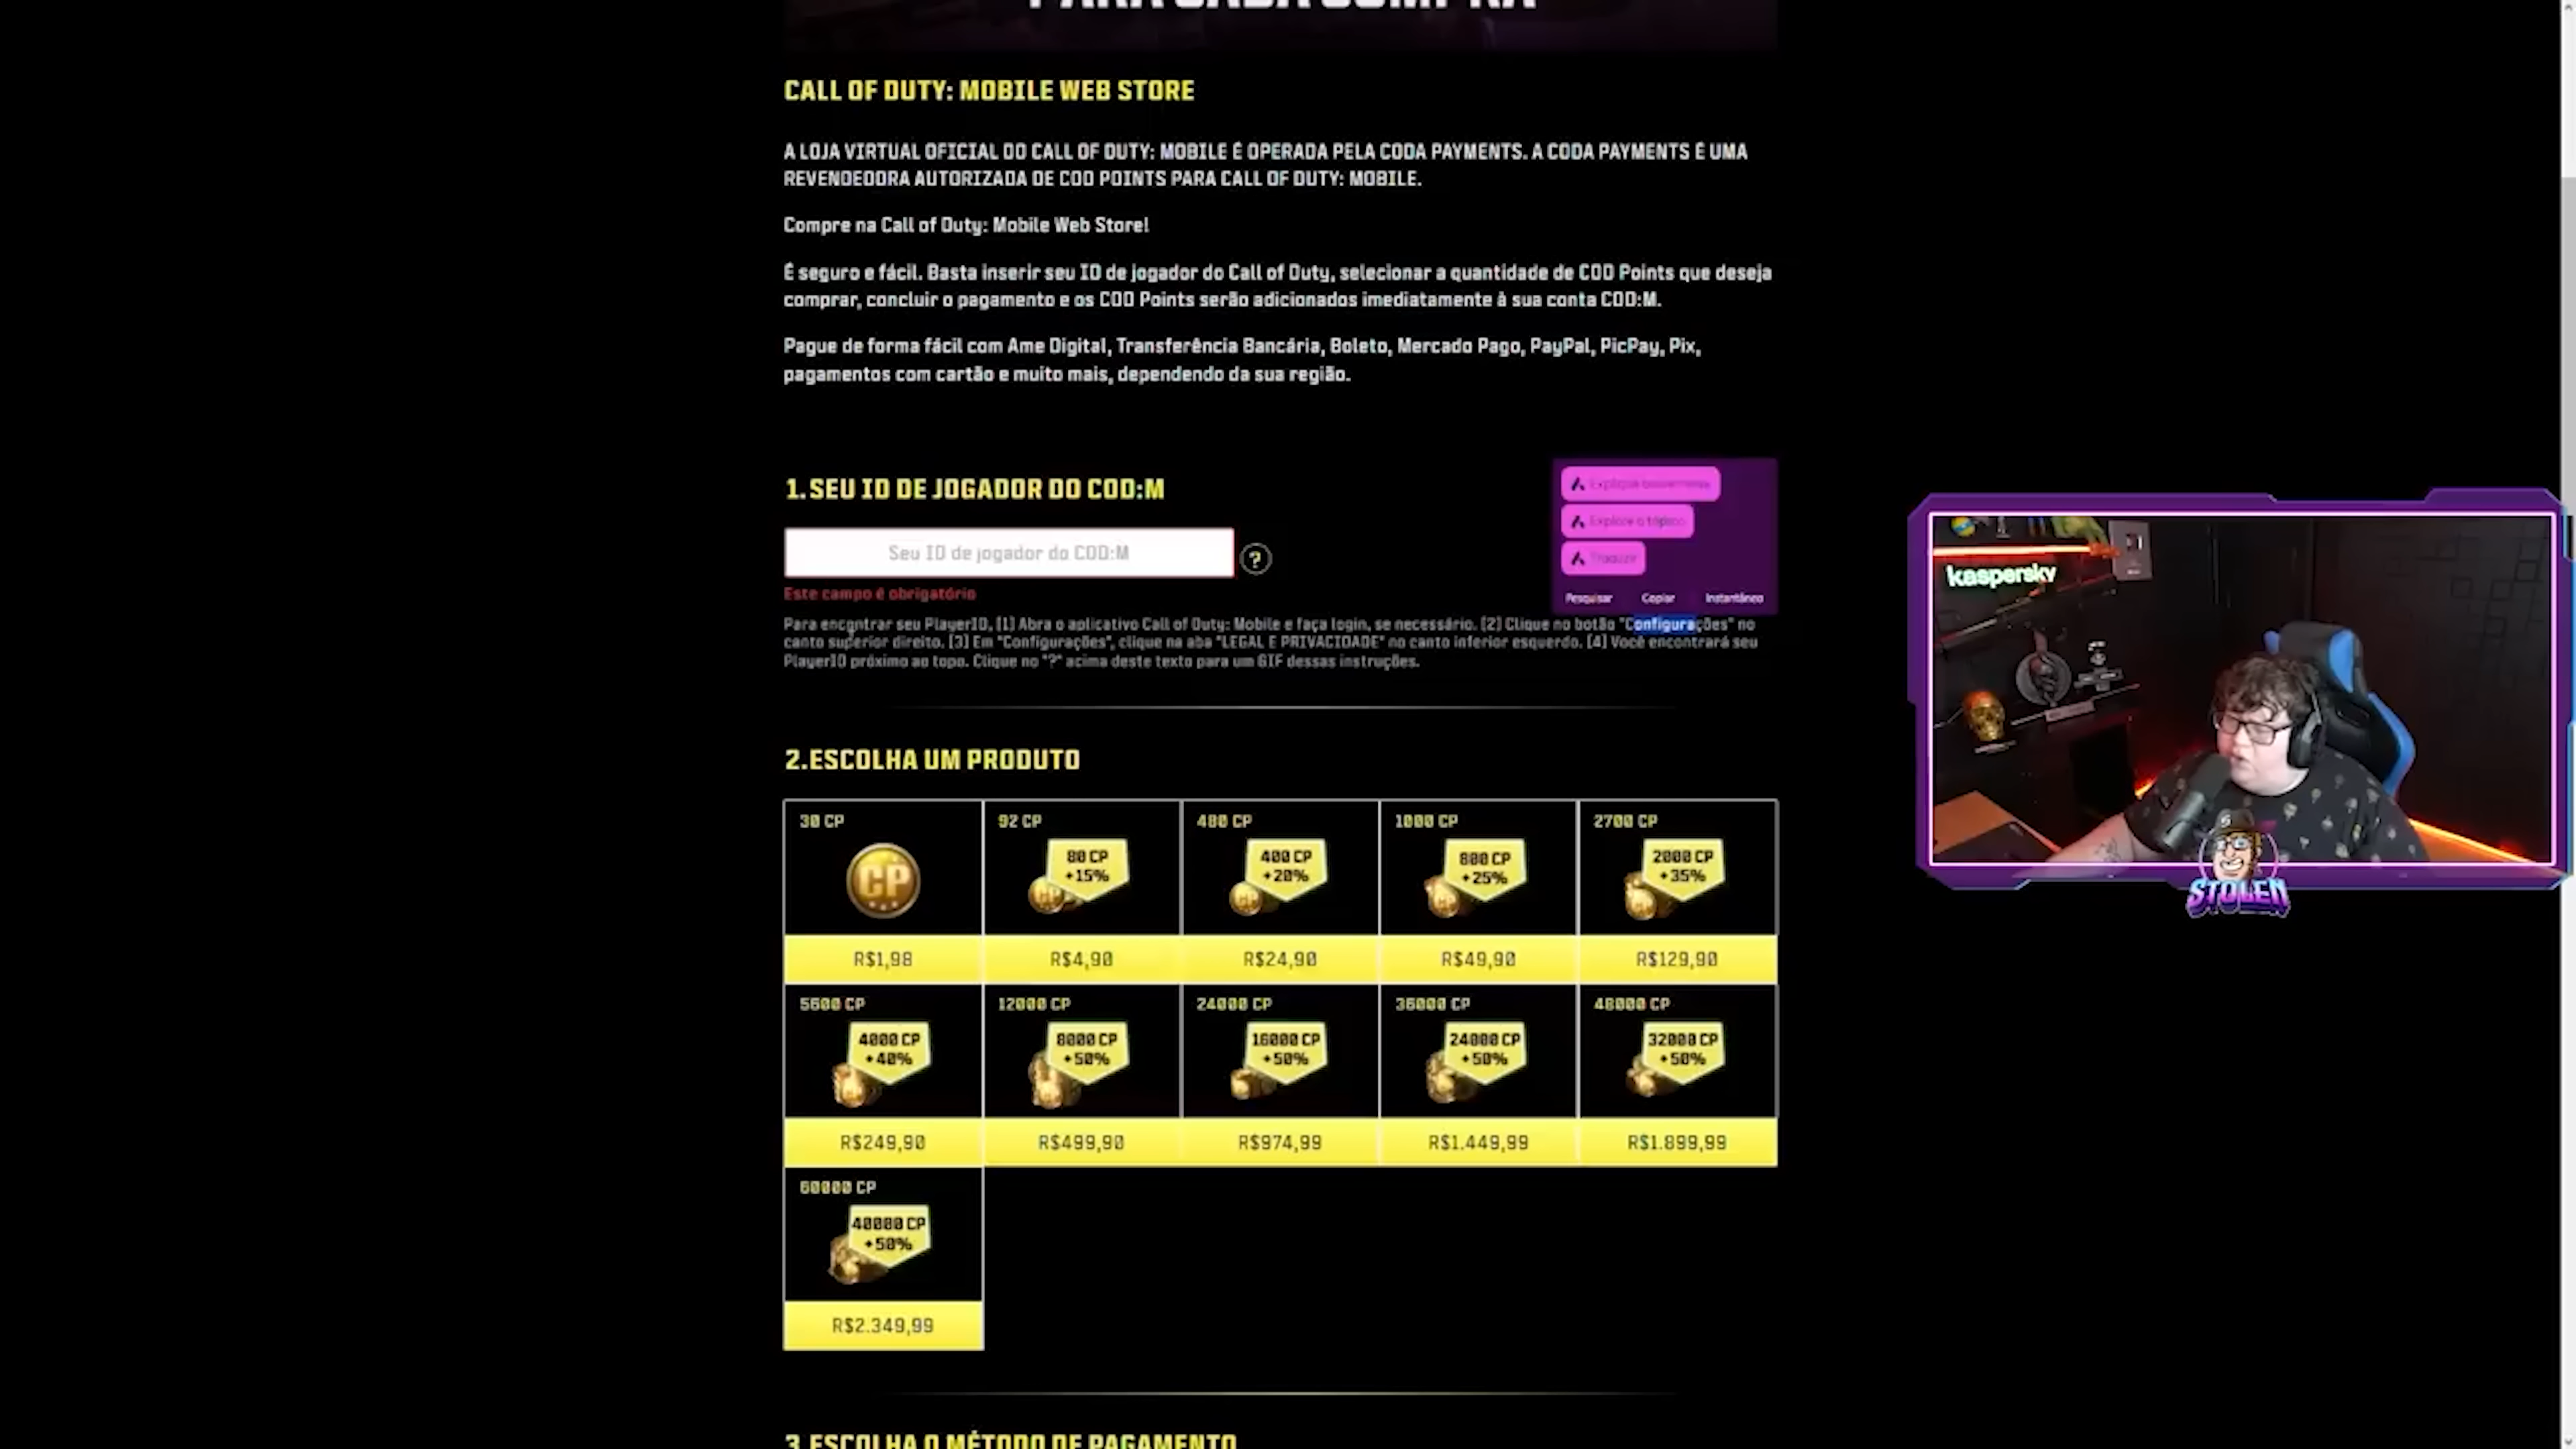 PARA CADA COMPRA
CALL OF DUTY: MOBILE WEB STORE
A LOJA VIRTUAL OFICIAL DO CALL OF DUTY: MOBILE É OPERADA PELA CODA PAYMENTS. A CODA PAYMENTS É UMA
REVENDEDORA AUTORIZADA DE COD POINTS PARA CALL OF DUTY: MOBILE.
Compre na Call of Duty: Mobile Web Store!
É seguro e fácil. Basta inserir seu ID de jogador do Call of Duty, selecionar a quantidade de COD Points que deseja
comprar, concluir o pagamento e os COD Points serão adicionados imediatamente à sua conta COD:M.
Pague de forma fácil com Ame Digital, Transferência Bancária, Boleto, Mercado Pago, PayPal, PicPay, Pix,
pagamentos com cartão e muito mais, dependendo da sua região.
1. SEU ID DE JOGADOR DO COD:M
Seu ID de jogador do COD:M
?
Este campo é obrigatório
Explique
Explore o tópico
Traduzir
Pesquisar Copiar Instantâneo
Para encontrar seu PlayerID, (1) Abra o aplicativo Call of Duty: Mobile e faça login, se necessário. (2) Clique no botão "Configurações" no
canto superior direito. (3) Em "Configurações", clique na aba "LEGAL E PRIVACIDADE" no canto inferior esquerdo. (4) Você encontrará seu
PlayerID próximo ao topo. Clique no "?" acima deste texto para um GIF dessas instruções.
2.ESCOLHA UM PRODUTO
30 CP
CP
R$1,98
92 CP
80 CP
+15%
R$4,90
480 CP
400 CP
+20%
R$24,90
1000 CP
800 CP
+25%
R$49,90
2700 CP
2000 CP
+35%
R$129,90
5600 CP
4000 CP
+40%
R$249,90
12000 CP
8000 CP
+50%
R$499,90
24000 CP
16000 CP
+50%
R$974,99
36000 CP
24000 CP
+50%
R$1.449,99
48000 CP
32000 CP
+50%
R$1.899,99
60000 CP
40000 CP
+50%
R$2.349,99
3.ESCOLHA O MÉTODO DE PAGAMENTO
kaspersky
STOLEN